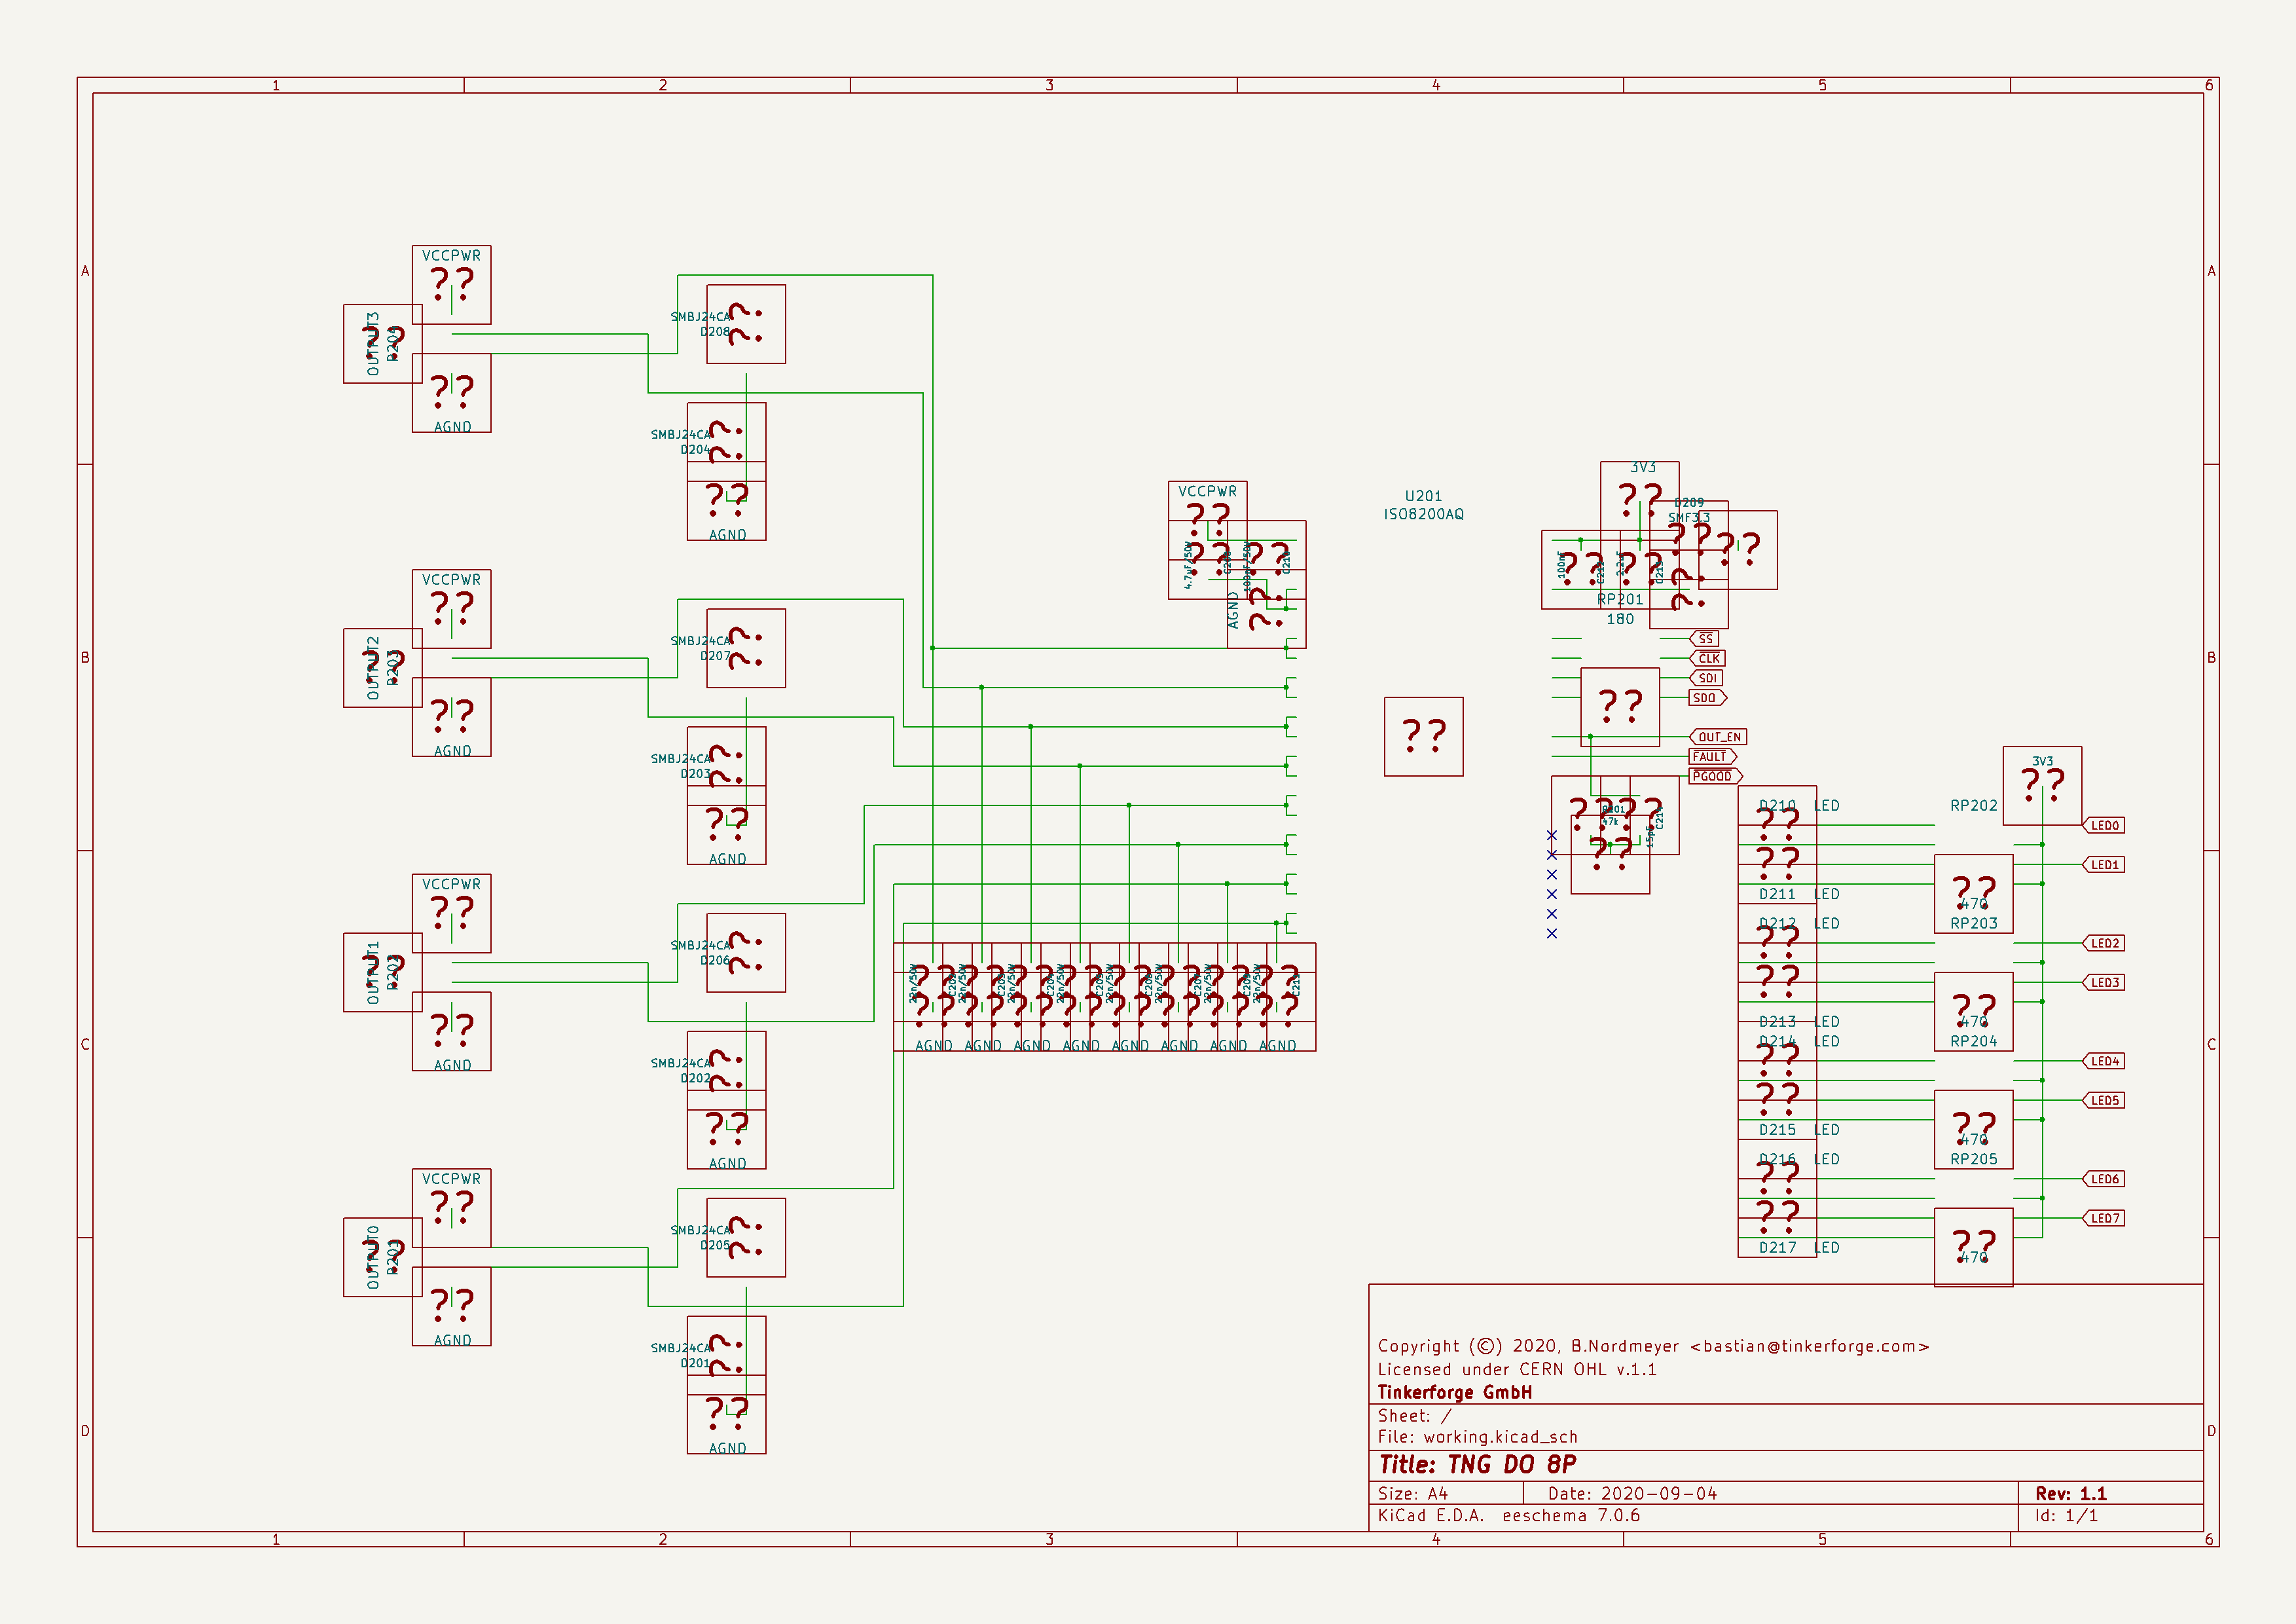 1 2 3 4 5 6
A A
VCCPWR
??
OUTPUT3
??
??
AGND
SMBJ24CA
D208
??
SMBJ24CA
D204
??
??
AGND
VCCPWR
??
OUTPUT2
??
??
AGND
SMBJ24CA
D207
??
SMBJ24CA
D203
??
??
AGND
B B
VCCPWR
??
OUTPUT1
??
??
AGND
SMBJ24CA
D206
??
SMBJ24CA
D202
??
??
AGND
C C
VCCPWR
??
OUTPUT0
??
??
AGND
SMBJ24CA
D205
??
SMBJ24CA
D201
??
??
AGND
D D
VCCPWR
??
4.7uF/50V
??
??
AGND
??
U201
ISO8200AQ
??
3V3
??
D209
SMF3.3
??
??
??
100nF
??
??
RP201
180
??
SS
CLK
SDI
SDO
OUT_EN
FAULT
PGOOD
47k
15pF
??
AGND AGND AGND AGND AGND AGND AGND AGND
3V3
??
D210 LED
RP202
LED0
LED1
D211 LED
470
D212 LED
RP203
LED2
LED3
D213 LED
470
D214 LED
RP204
LED4
LED5
D215 LED
470
D216 LED
RP205
LED6
LED7
D217 LED
470
Copyright (©) 2020, B.Nordmeyer <bastian@tinkerforge.com>
Licensed under CERN OHL v.1.1
Tinkerforge GmbH
Sheet: /
File: working.kicad_sch
Title: TNG DO 8P
Size: A4 Date: 2020-09-04 Rev: 1.1
KiCad E.D.A. eeschema 7.0.6 Id: 1/1
1 2 3 4 5 6